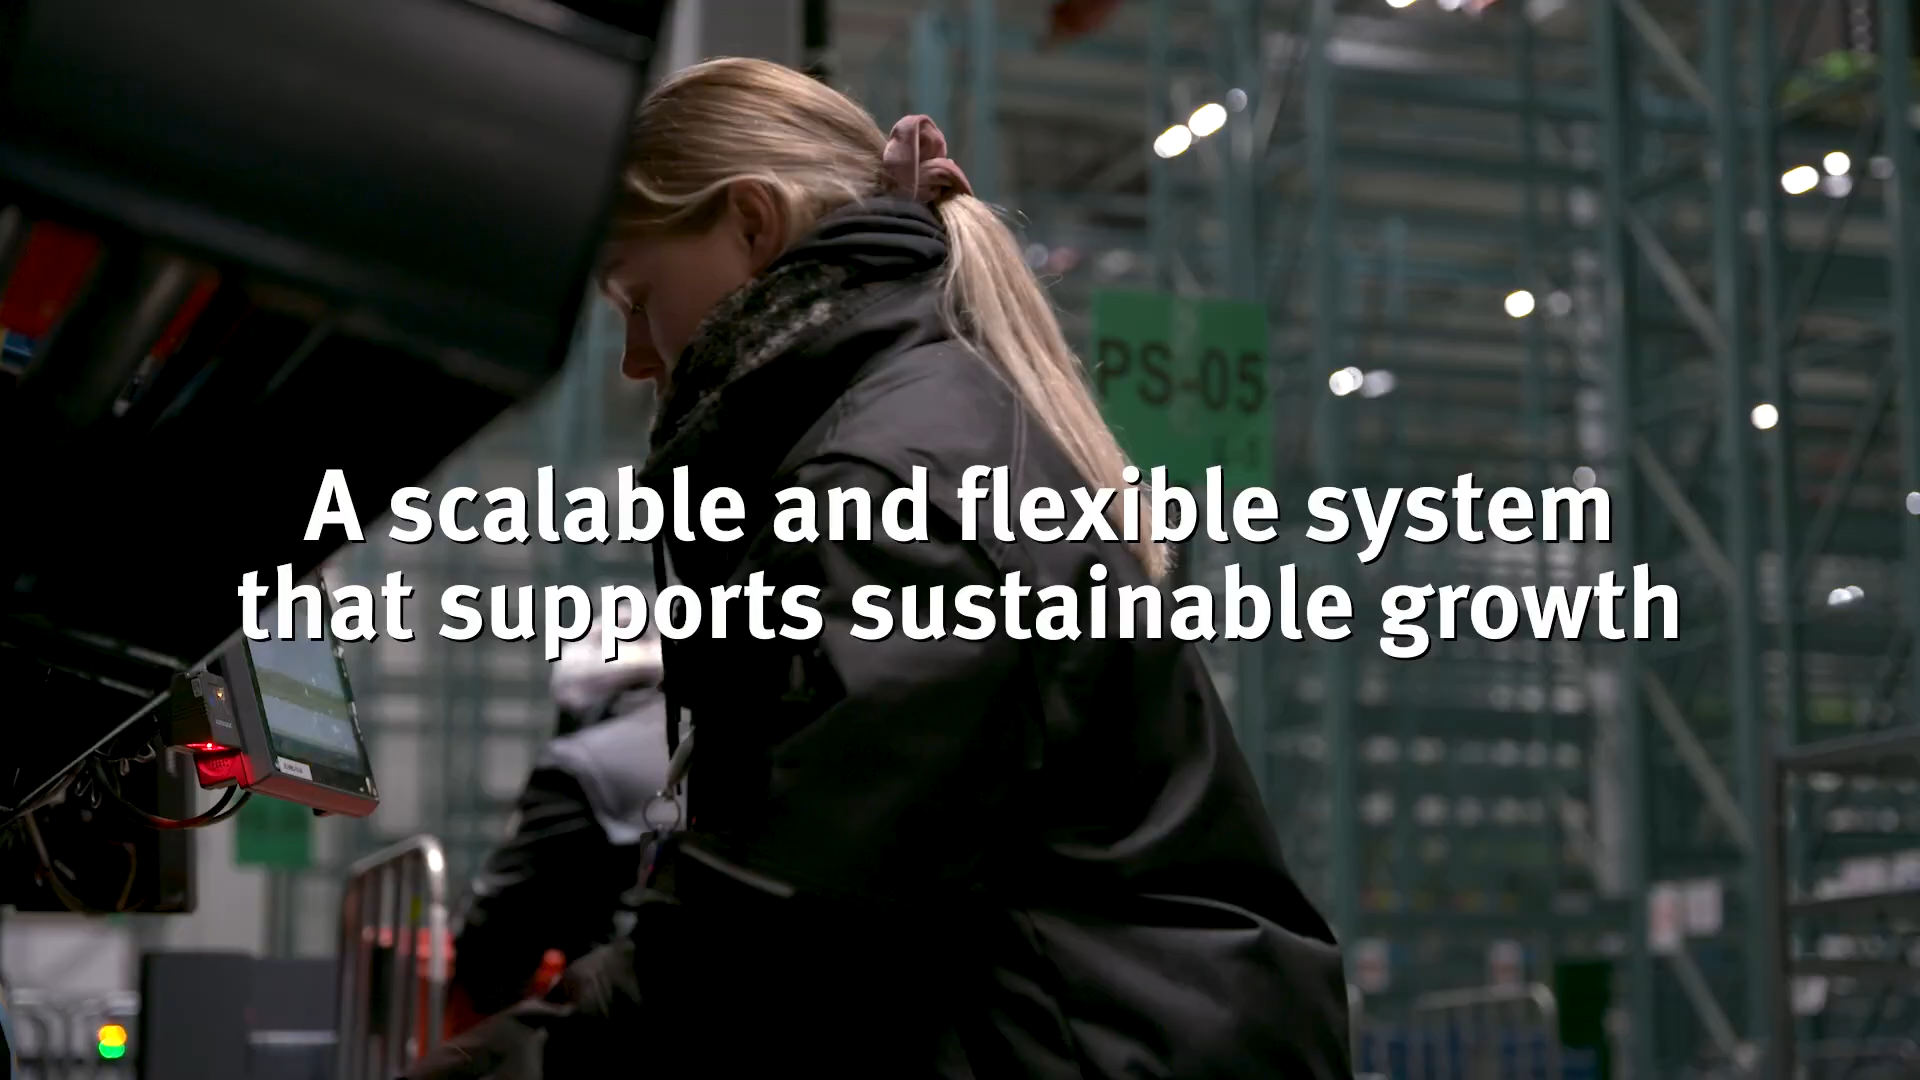 PS-05
A scalable and flexible system
that supports sustainable growth